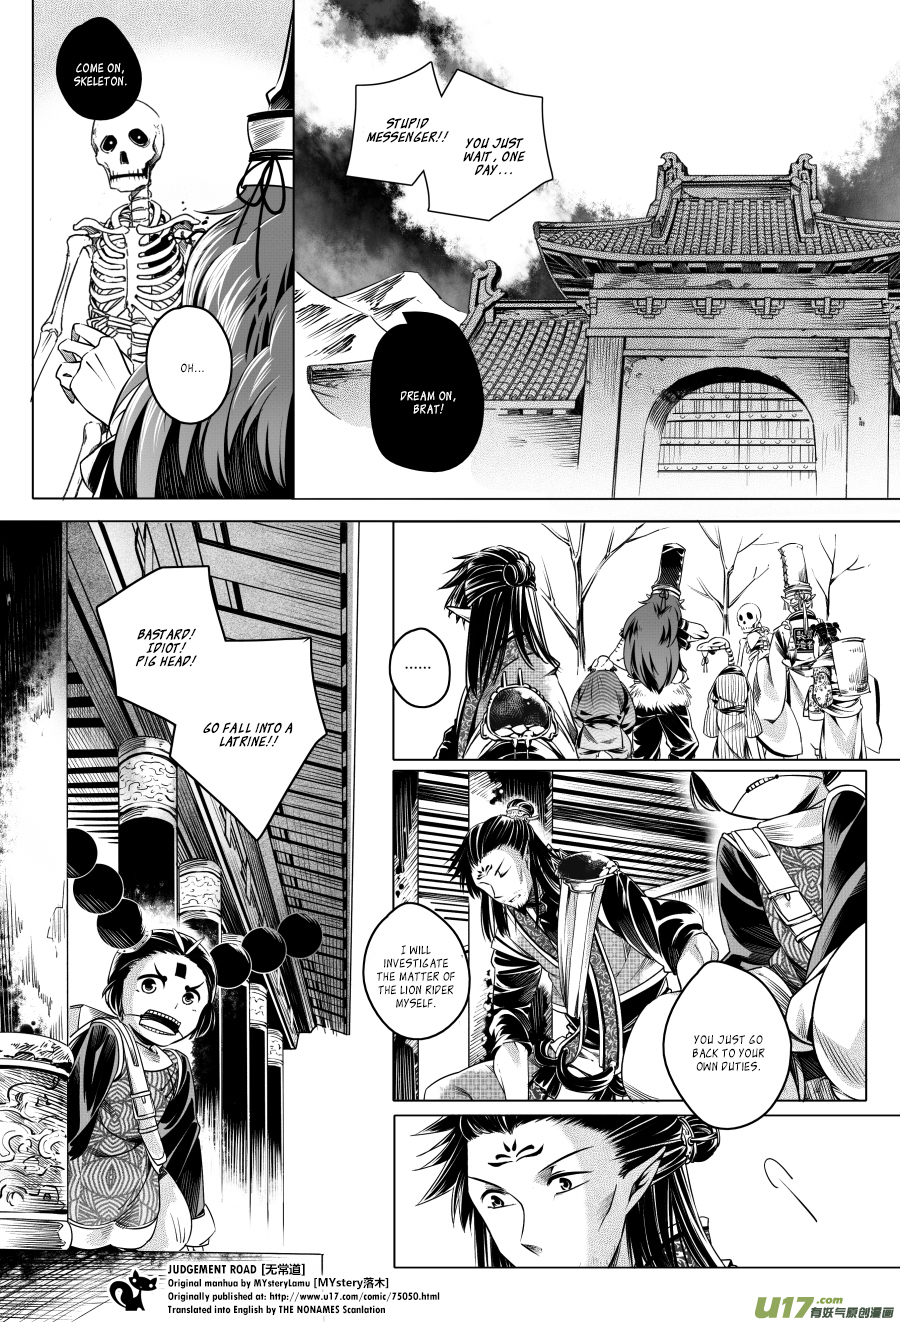 COME ON,
SKELETON.
OH...
STUPID
MESSENGER!!
YOU JUST
WAIT, ONE
DAY...
DREAM ON,
BRAT!
BASTARD!
IDIOT!
PIG HEAD!
GO FALL INTO A
LATRINE!!
......
I WILL
INVESTIGATE
THE MATTER OF
THE LION RIDER
MYSELF.
YOU JUST GO
BACK TO YOUR
OWN DUTIES.
JUDGEMENT ROAD [无常道]
Original manhua by MYsteryLamu [MYstery落木]
Originally published at: http://www.u17.com/comic/75050.html
Translated into English by THE NONAMES Scanlation
U17.com
有妖气原创漫画